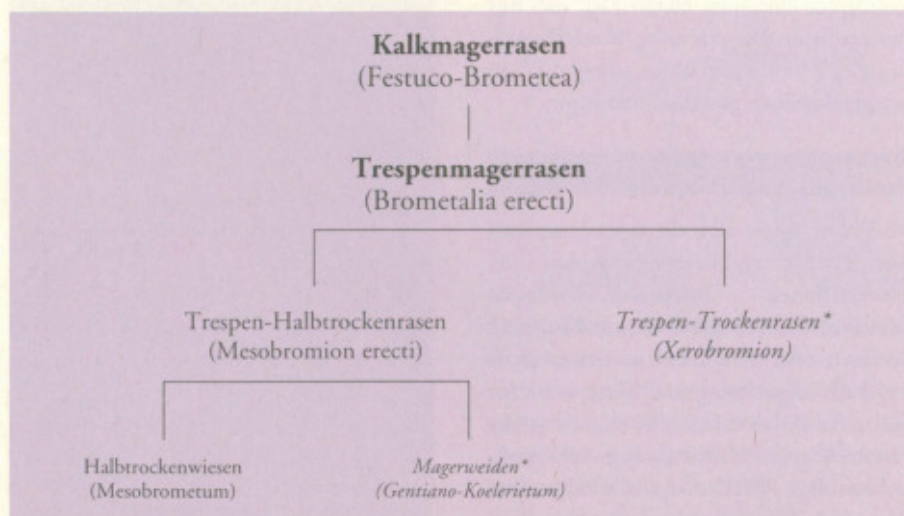 Kalkmagerrasen
(Festuco-Brometea)
Trespenmagerrasen
(Brometalia erecti)
Trespen-Halbtrockenrasen
(Mesobromion erecti)
Trespen-Trockenrasen*
(Xerobromion)
Halbtrockenwiesen
(Mesobrometum)
Magerweiden*
(Gentiano-Koelerietum)